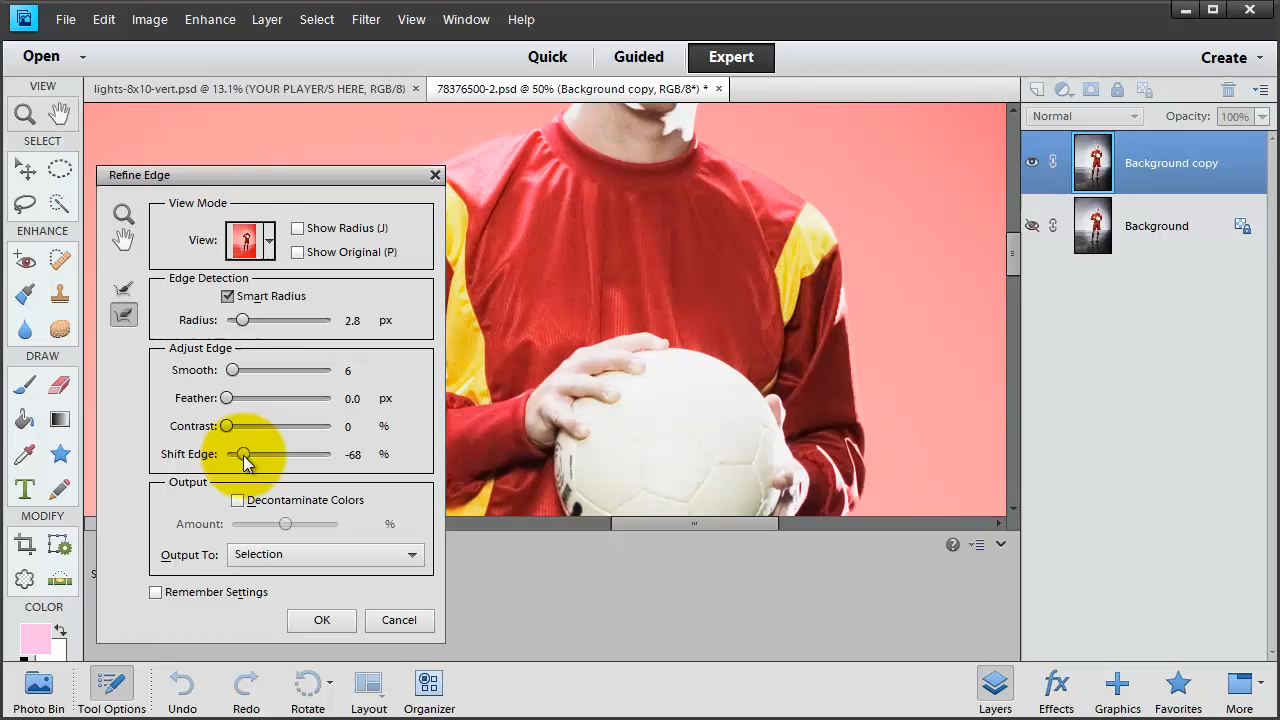 File Edit Image Enhance Layer Select Filter View Window Help
Open Quick Guided Expert Create
VIEW
lights-8x10-vert.psd @ 13.1% (YOUR PLAYER/S HERE, RGB/8) × 78376500-2.psd @ 50% (Background copy, RGB/8*) * ×
Normal Opacity: 100%
SELECT
Background copy
Background
ENHANCE
DRAW
MODIFY
COLOR
Refine Edge
View Mode
View:
Show Radius (J)
Show Original (P)
Edge Detection
Smart Radius
Radius: 2.8 px
Adjust Edge
Smooth: 6
Feather: 0.0 px
Contrast: 0 %
Shift Edge: -68 %
Output
Decontaminate Colors
Amount: %
Output To: Selection
Remember Settings
OK Cancel
Photo Bin Tool Options Undo Redo Rotate Layout Organizer Layers Effects Graphics Favorites More